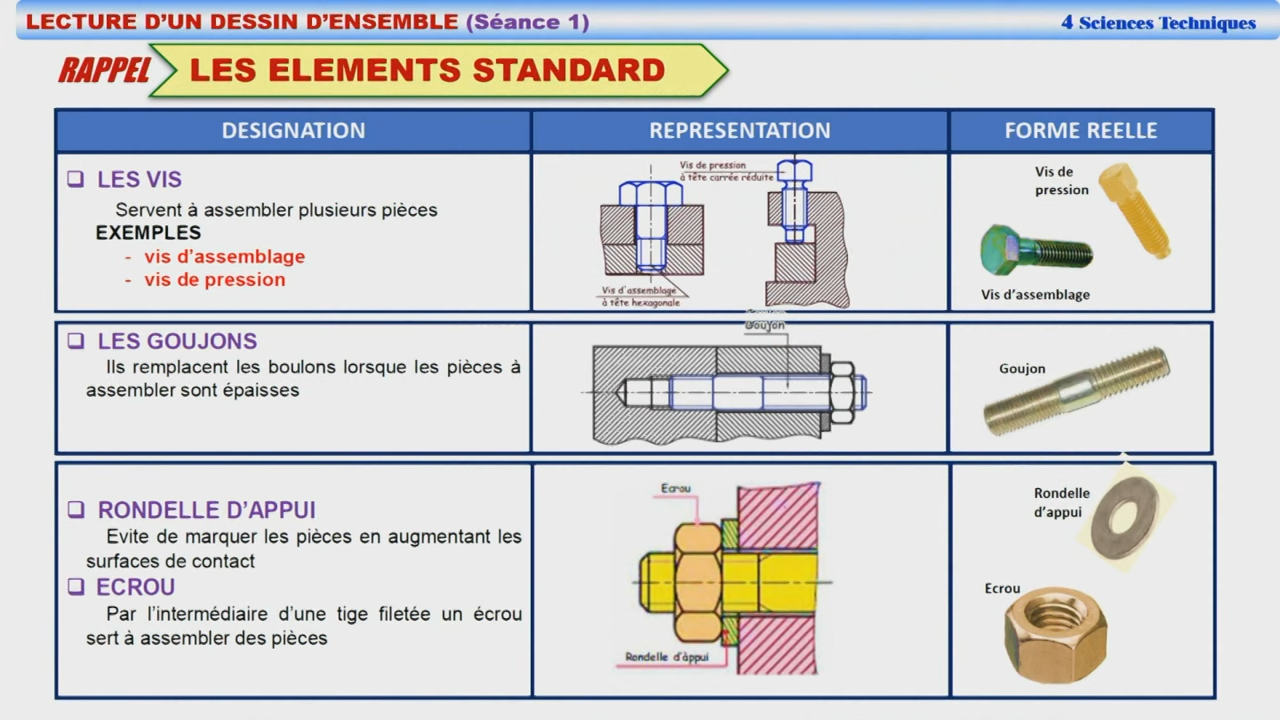 LECTURE D'UN DESSIN D'ENSEMBLE (Séance 1)
4 Sciences Techniques
RAPPEL
LES ELEMENTS STANDARD
DESIGNATION
REPRESENTATION
FORME REELLE
❑ LES VIS
Servent à assembler plusieurs pièces
EXEMPLES
- vis d'assemblage
- vis de pression
Vis de pression
à tête carrée réduite
Vis d'assemblage
à tête hexagonale
Vis de
pression
Vis d'assemblage
❑ LES GOUJONS
Ils remplacent les boulons lorsque les pièces à
assembler sont épaisses
Goujon
Goujon
❑ RONDELLE D'APPUI
Evite de marquer les pièces en augmentant les
surfaces de contact
❑ ECROU
Par l'intermédiaire d'une tige filetée un écrou
sert à assembler des pièces
Ecrou
Rondelle d'àppui
Rondelle
d'appui
Ecrou